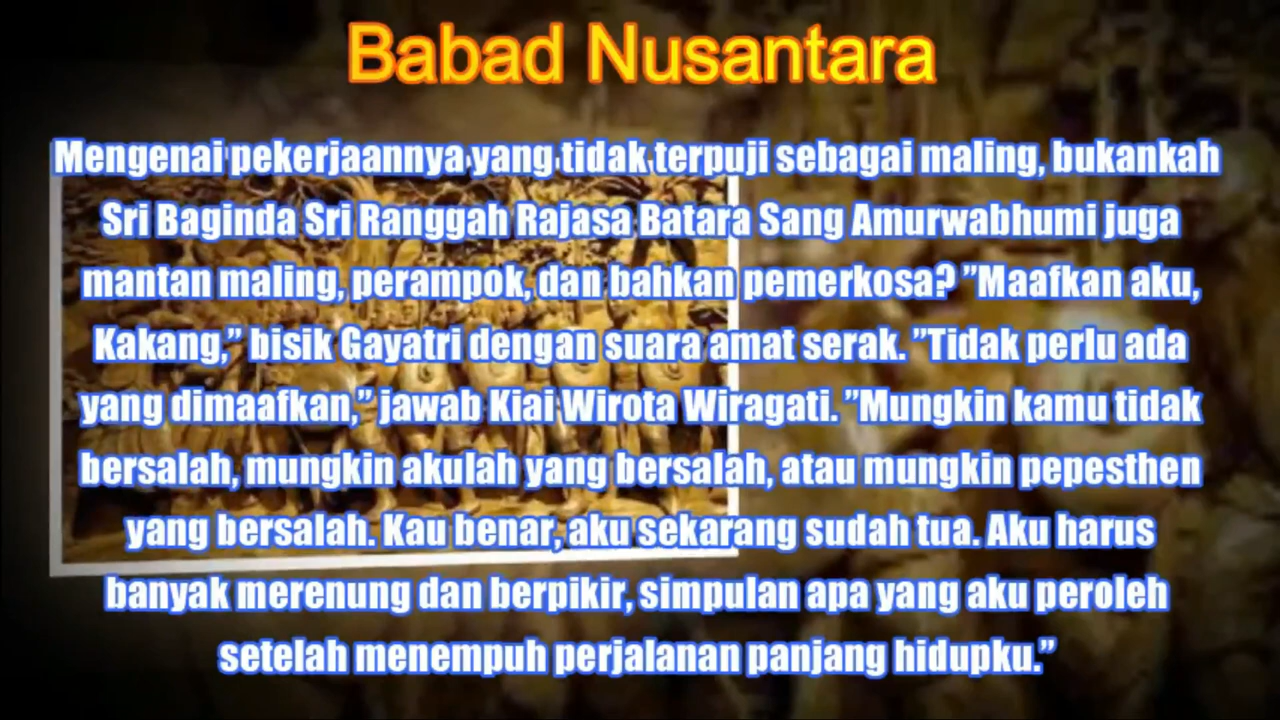 Babad Nusantara
Mengenai pekerjaannya yang tidak terpuji sebagai maling, bukankah
Sri Baginda Sri Ranggah Rajasa Batara Sang Amurwabhumi juga
mantan maling, perampok, dan bahkan pemerkosa? ”Maafkan aku,
Kakang,” bisik Gayatri dengan suara amat serak. ”Tidak perlu ada
yang dimaafkan,” jawab Kiai Wirota Wiragati. ”Mungkin kamu tidak
bersalah, mungkin akulah yang bersalah, atau mungkin pepesthen
yang bersalah. Kau benar, aku sekarang sudah tua. Aku harus
banyak merenung dan berpikir, simpulan apa yang aku peroleh
setelah menempuh perjalanan panjang hidupku.”